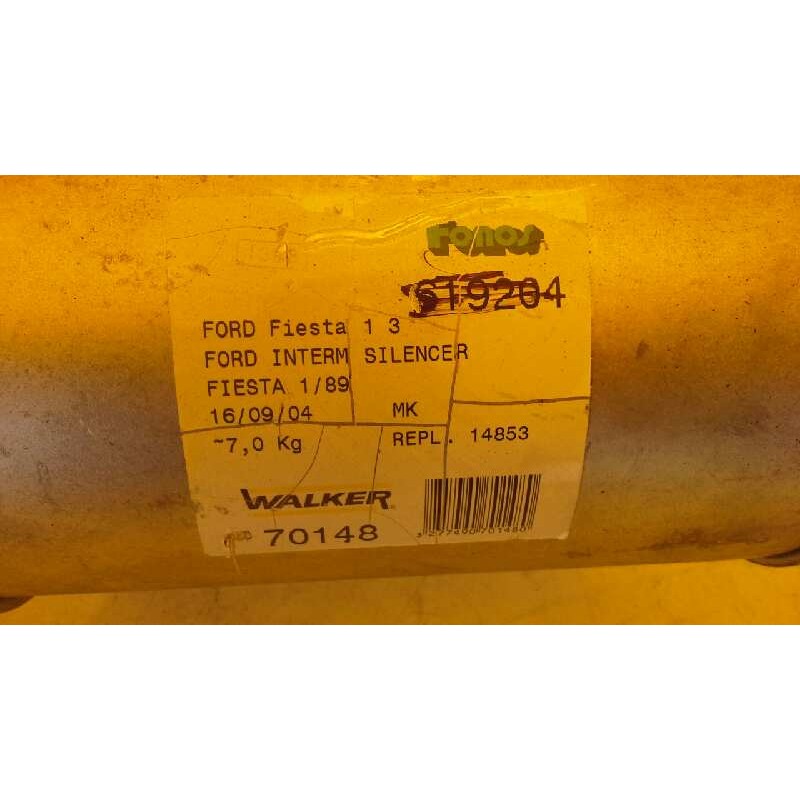 Fonos
619204
FORD Fiesta 1 3
FORD INTERM SILENCER
FIESTA 1/89
16/09/04 MK
~7,0 Kg REPL. 14853
WALKER
70148
3277490701480